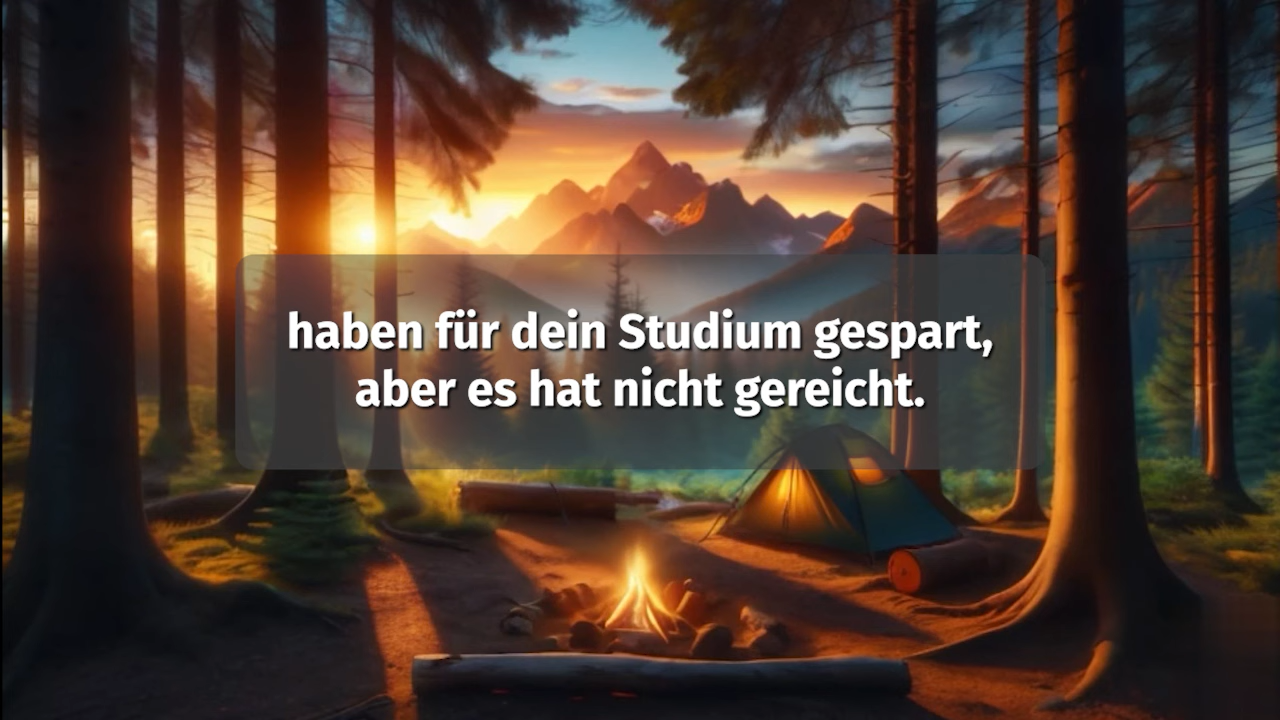 haben für dein Studium gespart,
aber es hat nicht gereicht.